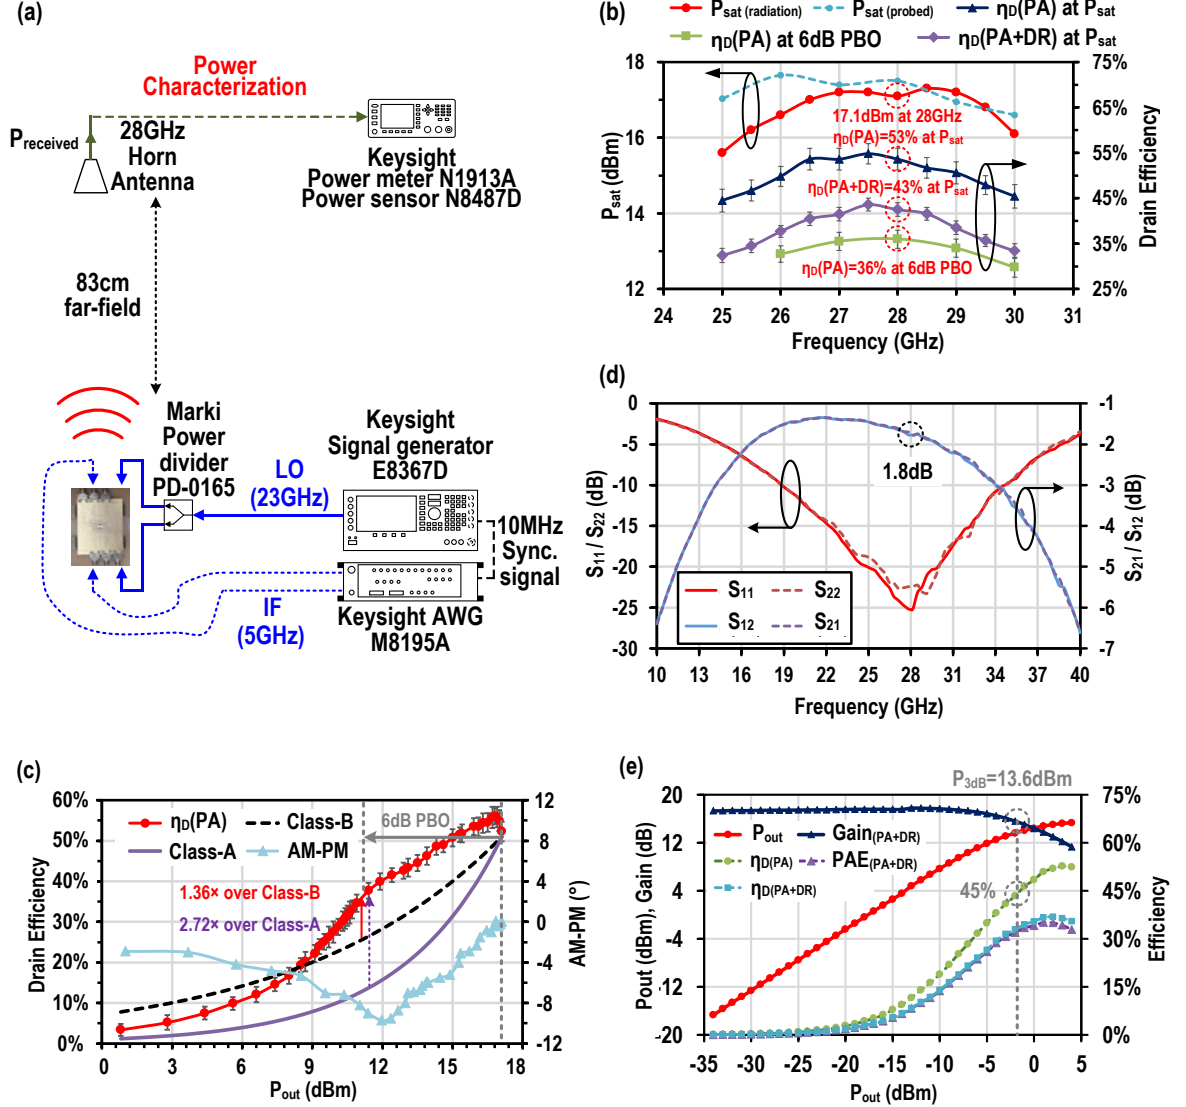 (a)
Power
Characterization
Preceived
28GHz
Horn
Antenna
Keysight
Power meter N1913A
Power sensor N8487D
83cm
far-field
Marki
Power
divider
PD-0165
LO
(23GHz)
Keysight
Signal generator
E8367D
10MHz
Sync.
signal
IF
(5GHz)
Keysight AWG
M8195A
(b)
Psat (radiation)
Psat (probed)
ηD(PA) at Psat
ηD(PA) at 6dB PBO
ηD(PA+DR) at Psat
18
16
14
12
Psat (dBm)
75%
65%
55%
45%
35%
25%
Drain Efficiency
17.1dBm at 28GHz
ηD(PA)=53% at Psat
ηD(PA+DR)=43% at Psat
ηD(PA)=36% at 6dB PBO
24 25 26 27 28 29 30 31
Frequency (GHz)
(d)
0
-5
-10
-15
-20
-25
-30
S11 / S22 (dB)
-1
-2
-3
-4
-5
-6
-7
S21 / S12 (dB)
1.8dB
S11 S22
S12 S21
10 13 16 19 22 25 28 31 34 37 40
Frequency (GHz)
(c)
60%
50%
40%
30%
20%
10%
0%
Drain Efficiency
12
8
4
0
-4
-8
-12
AM-PM (°)
ηD(PA) Class-B
Class-A AM-PM
6dB PBO
1.36× over Class-B
2.72× over Class-A
0 3 6 9 12 15 18
Pout (dBm)
(e)
P3dB=13.6dBm
20
12
4
-4
-12
-20
Pout (dBm), Gain (dB)
75%
60%
45%
30%
15%
0%
Efficiency
Pout Gain(PA+DR)
ηD(PA) PAE(PA+DR)
ηD(PA+DR)
45%
-35 -30 -25 -20 -15 -10 -5 0 5
Pout (dBm)